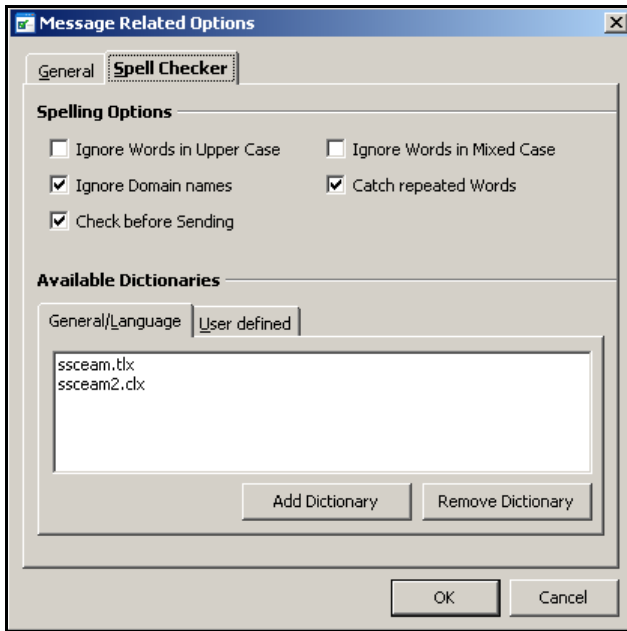 Message Related Options
General Spell Checker
Spelling Options
Ignore Words in Upper Case Ignore Words in Mixed Case
Ignore Domain names Catch repeated Words
Check before Sending
Available Dictionaries
General/Language User defined
ssceam.tlx
ssceam2.clx
Add Dictionary Remove Dictionary
OK Cancel